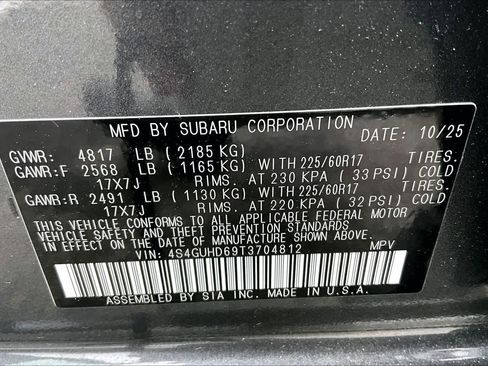 MFD BY SUBARU CORPORATION DATE: 10/25
GVWR: 4817 LB ( 2185 KG)
GAWR:F 2568 LB ( 1165 KG) WITH 225/60R17 TIRES.
17X7J RIMS. AT 230 KPA ( 33 PSI) COLD
GAWR:R 2491 LB ( 1130 KG) WITH 225/60R17 TIRES.
17X7J RIMS. AT 220 KPA ( 32 PSI) COLD
THIS VEHICLE CONFORMS TO ALL APPLICABLE FEDERAL MOTOR
VEHICLE SAFETY AND THEFT PREVENTION STANDARDS
IN EFFECT ON THE DATE OF MANUFACTURE SHOWN ABOVE.
VIN: 4S4GUHD69T3704812 MPV
ASSEMBLED BY SIA INC. MADE IN U.S.A.